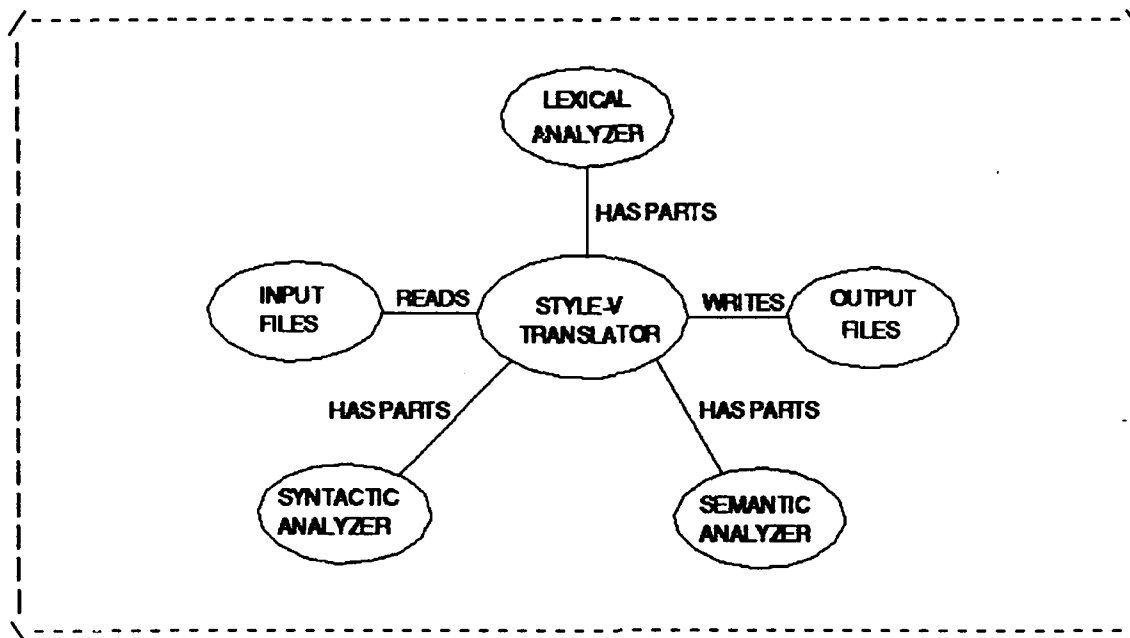 LEXICAL
ANALYZER
HAS PARTS
INPUT
FILES
READS
STYLE-V
TRANSLATOR
WRITES
OUTPUT
FILES
HAS PARTS
HAS PARTS
SYNTACTIC
ANALYZER
SEMANTIC
ANALYZER